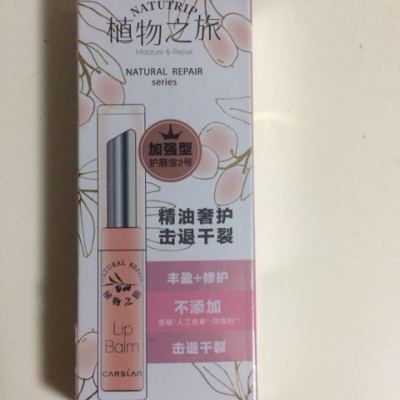 NATUTRIP
植物之旅
Moisture & Repair
NATURAL REPAIR
series
加强型
护唇宝2号
精油奢护
击退干裂
丰盈+修护
不添加
击退干裂
NATURAL REPAIR
植物之旅
Lip
Balm
CARSLAN